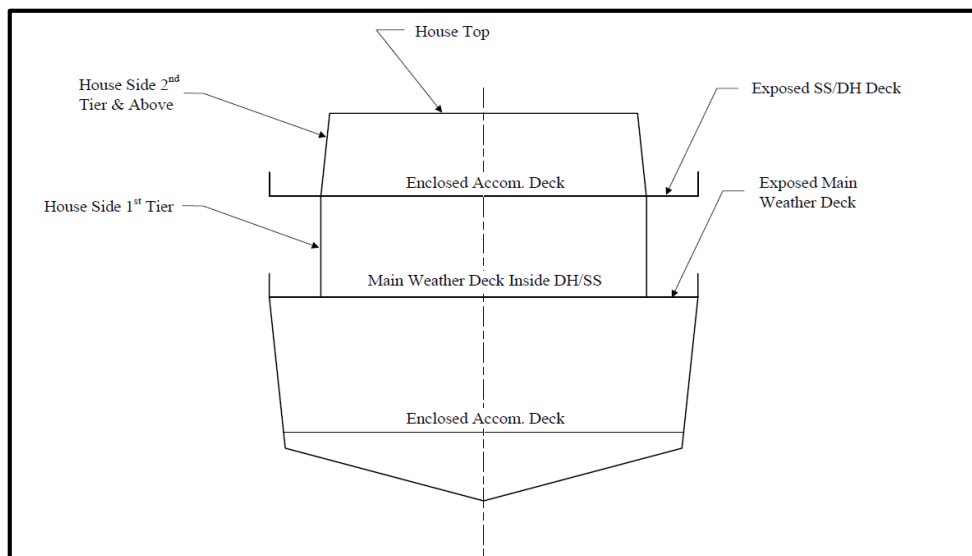 House Top
House Side 2nd
Tier & Above
Exposed SS/DH Deck
Enclosed Accom. Deck
Exposed Main
Weather Deck
House Side 1st Tier
Main Weather Deck Inside DH/SS
Enclosed Accom. Deck